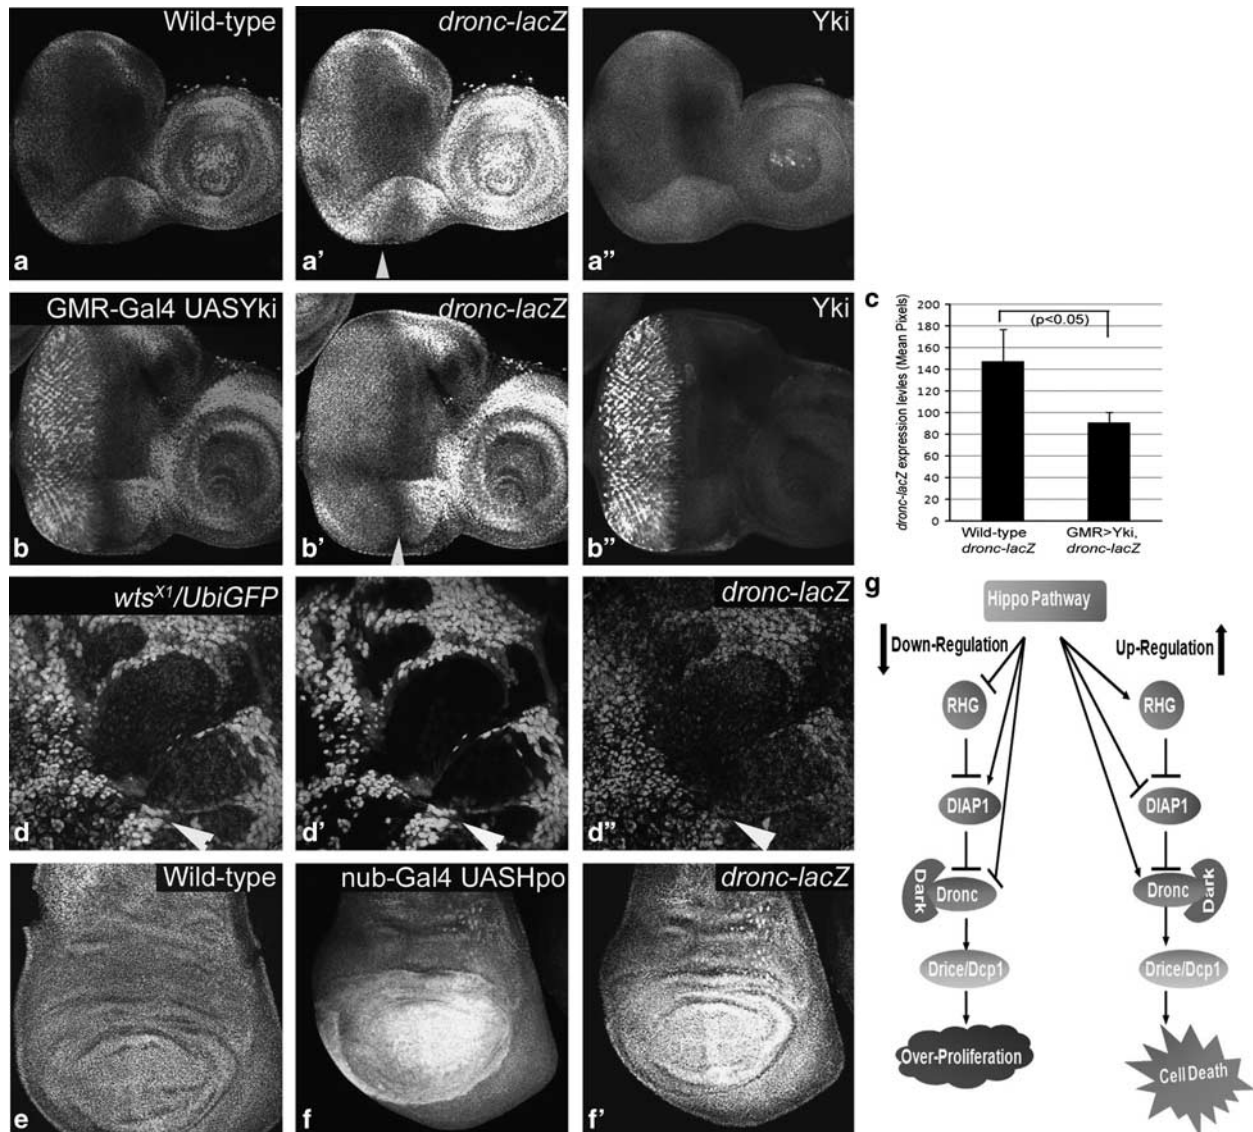 Wild-type
dronc-lacZ
Yki
a
a’
a’’
GMR-Gal4 UASYki
dronc-lacZ
Yki
b
b’
b’’
c
200
180
160
140
120
100
80
60
40
20
0
(p<0.05)
dronc-lacZ expression levles (Mean Pixels)
Wild-type
dronc-lacZ
GMR>Yki,
dronc-lacZ
wtsX1/UbiGFP
dronc-lacZ
d
d’
d’’
Wild-type
nub-Gal4 UASHpo
dronc-lacZ
e
f
f’
g
Hippo Pathway
Down-Regulation
Up-Regulation
RHG
RHG
DIAP1
DIAP1
Dark
Dronc
Dronc
Dark
Drice/Dcp1
Drice/Dcp1
Over-Proliferation
Cell Death